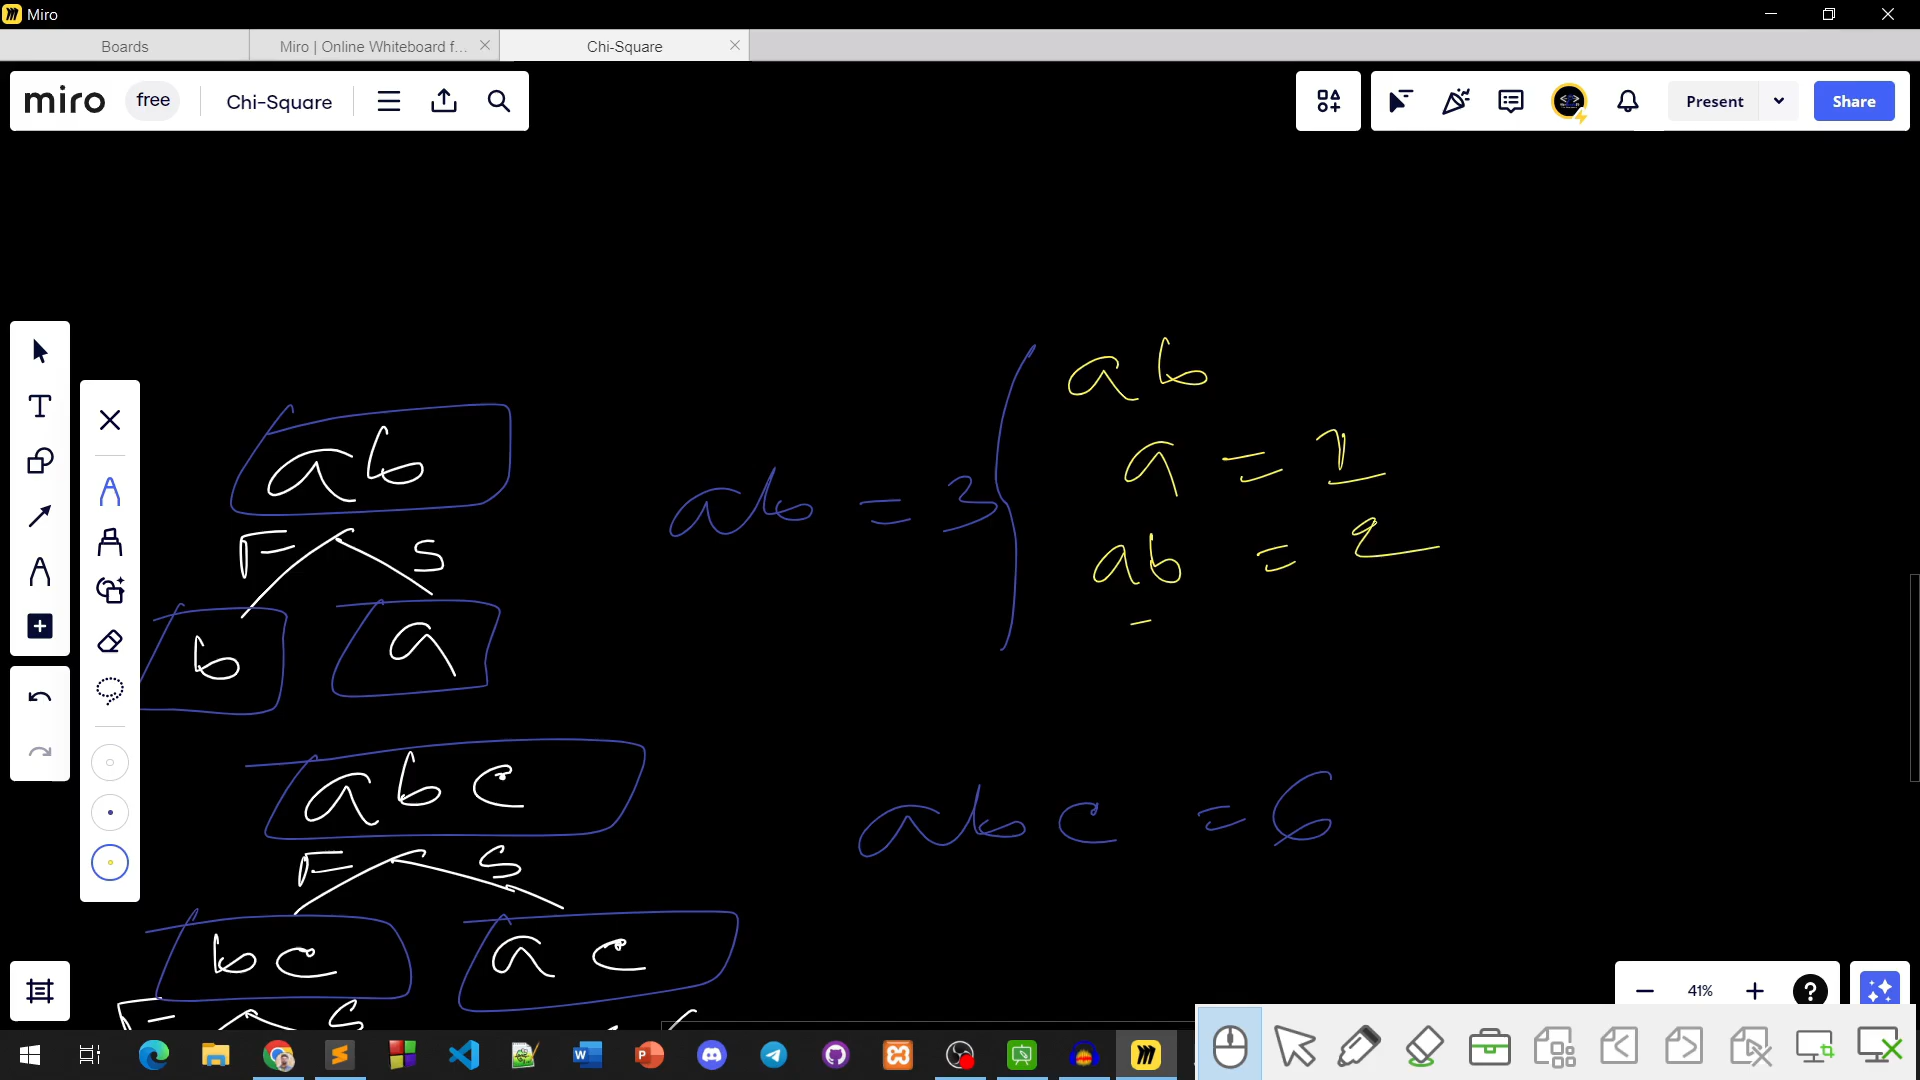 Miro
Boards
Miro | Online Whiteboard f...
Chi-Square
miro
free
Chi-Square
Present
Share
ab
F
S
b
a
ab = 3
ab
a = 1
ab = 2
abc
F
S
bc
ac
F
S
abc = 6
41%